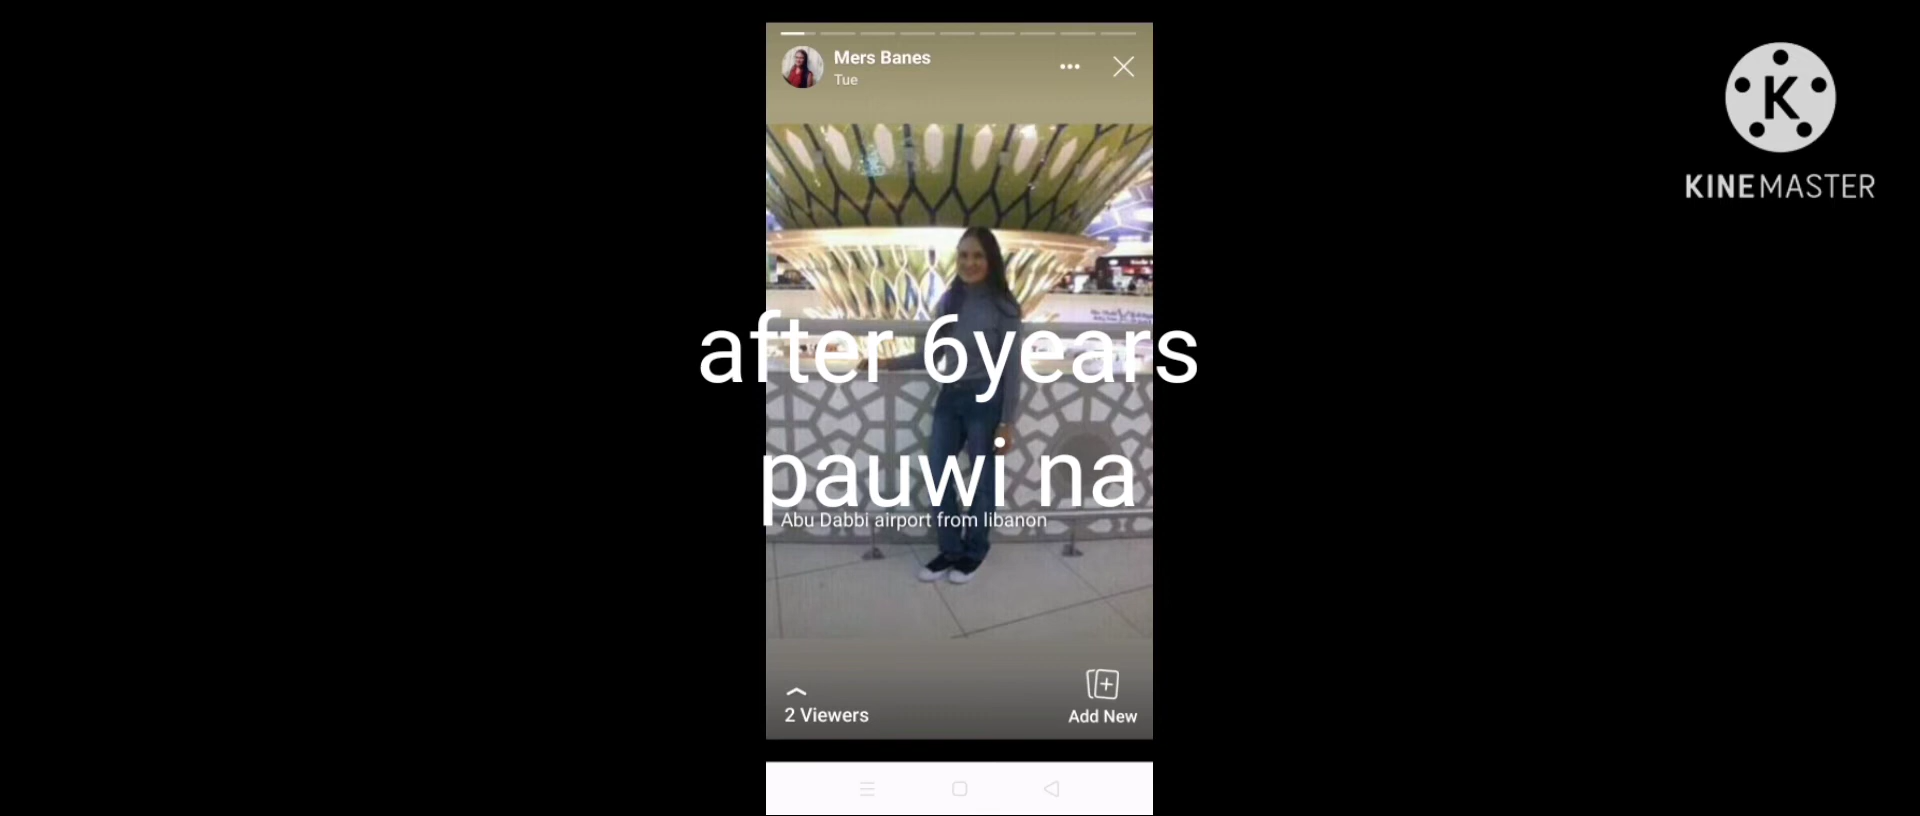 Mers Banes
Tue
KINEMASTER
after 6years
pauwi na
Abu Dabbi airport from libanon
2 Viewers
Add New